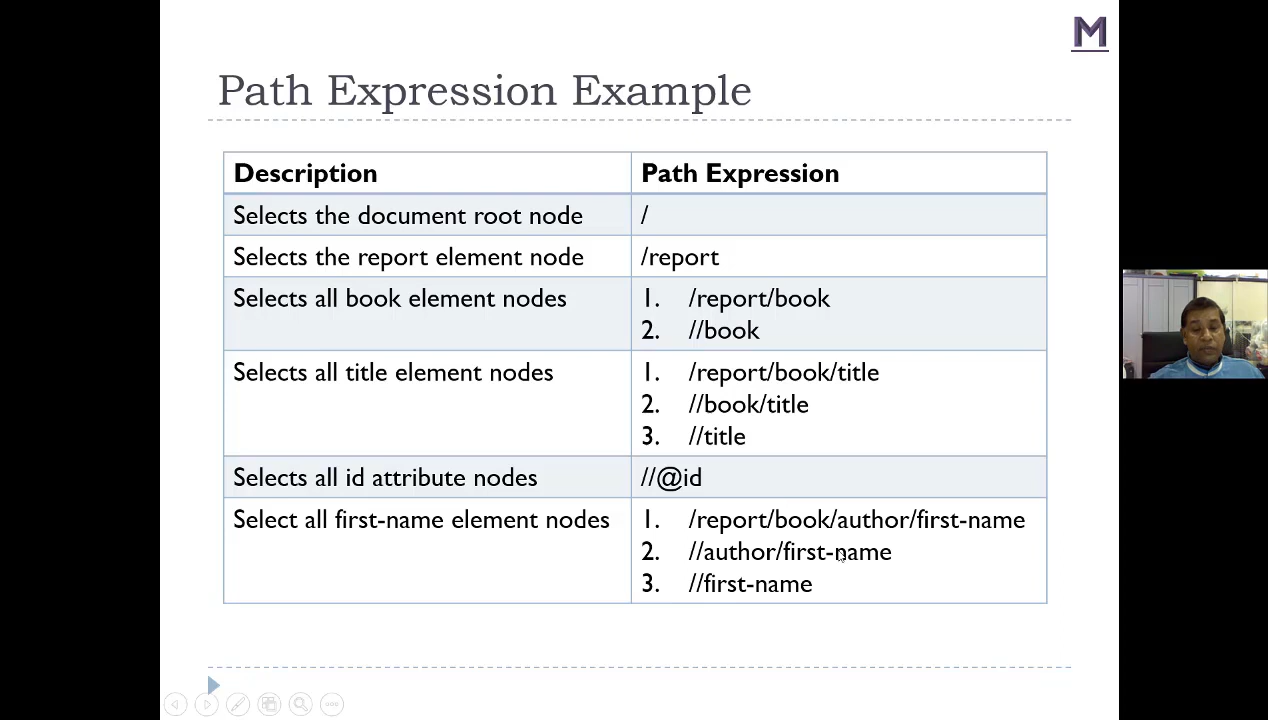 M
Path Expression Example
Description Path Expression
Selects the document root node /
Selects the report element node /report
Selects all book element nodes 1. /report/book
2. //book
Selects all title element nodes 1. /report/book/title
2. //book/title
3. //title
Selects all id attribute nodes //@id
Select all first-name element nodes 1. /report/book/author/first-name
2. //author/first-name
3. //first-name